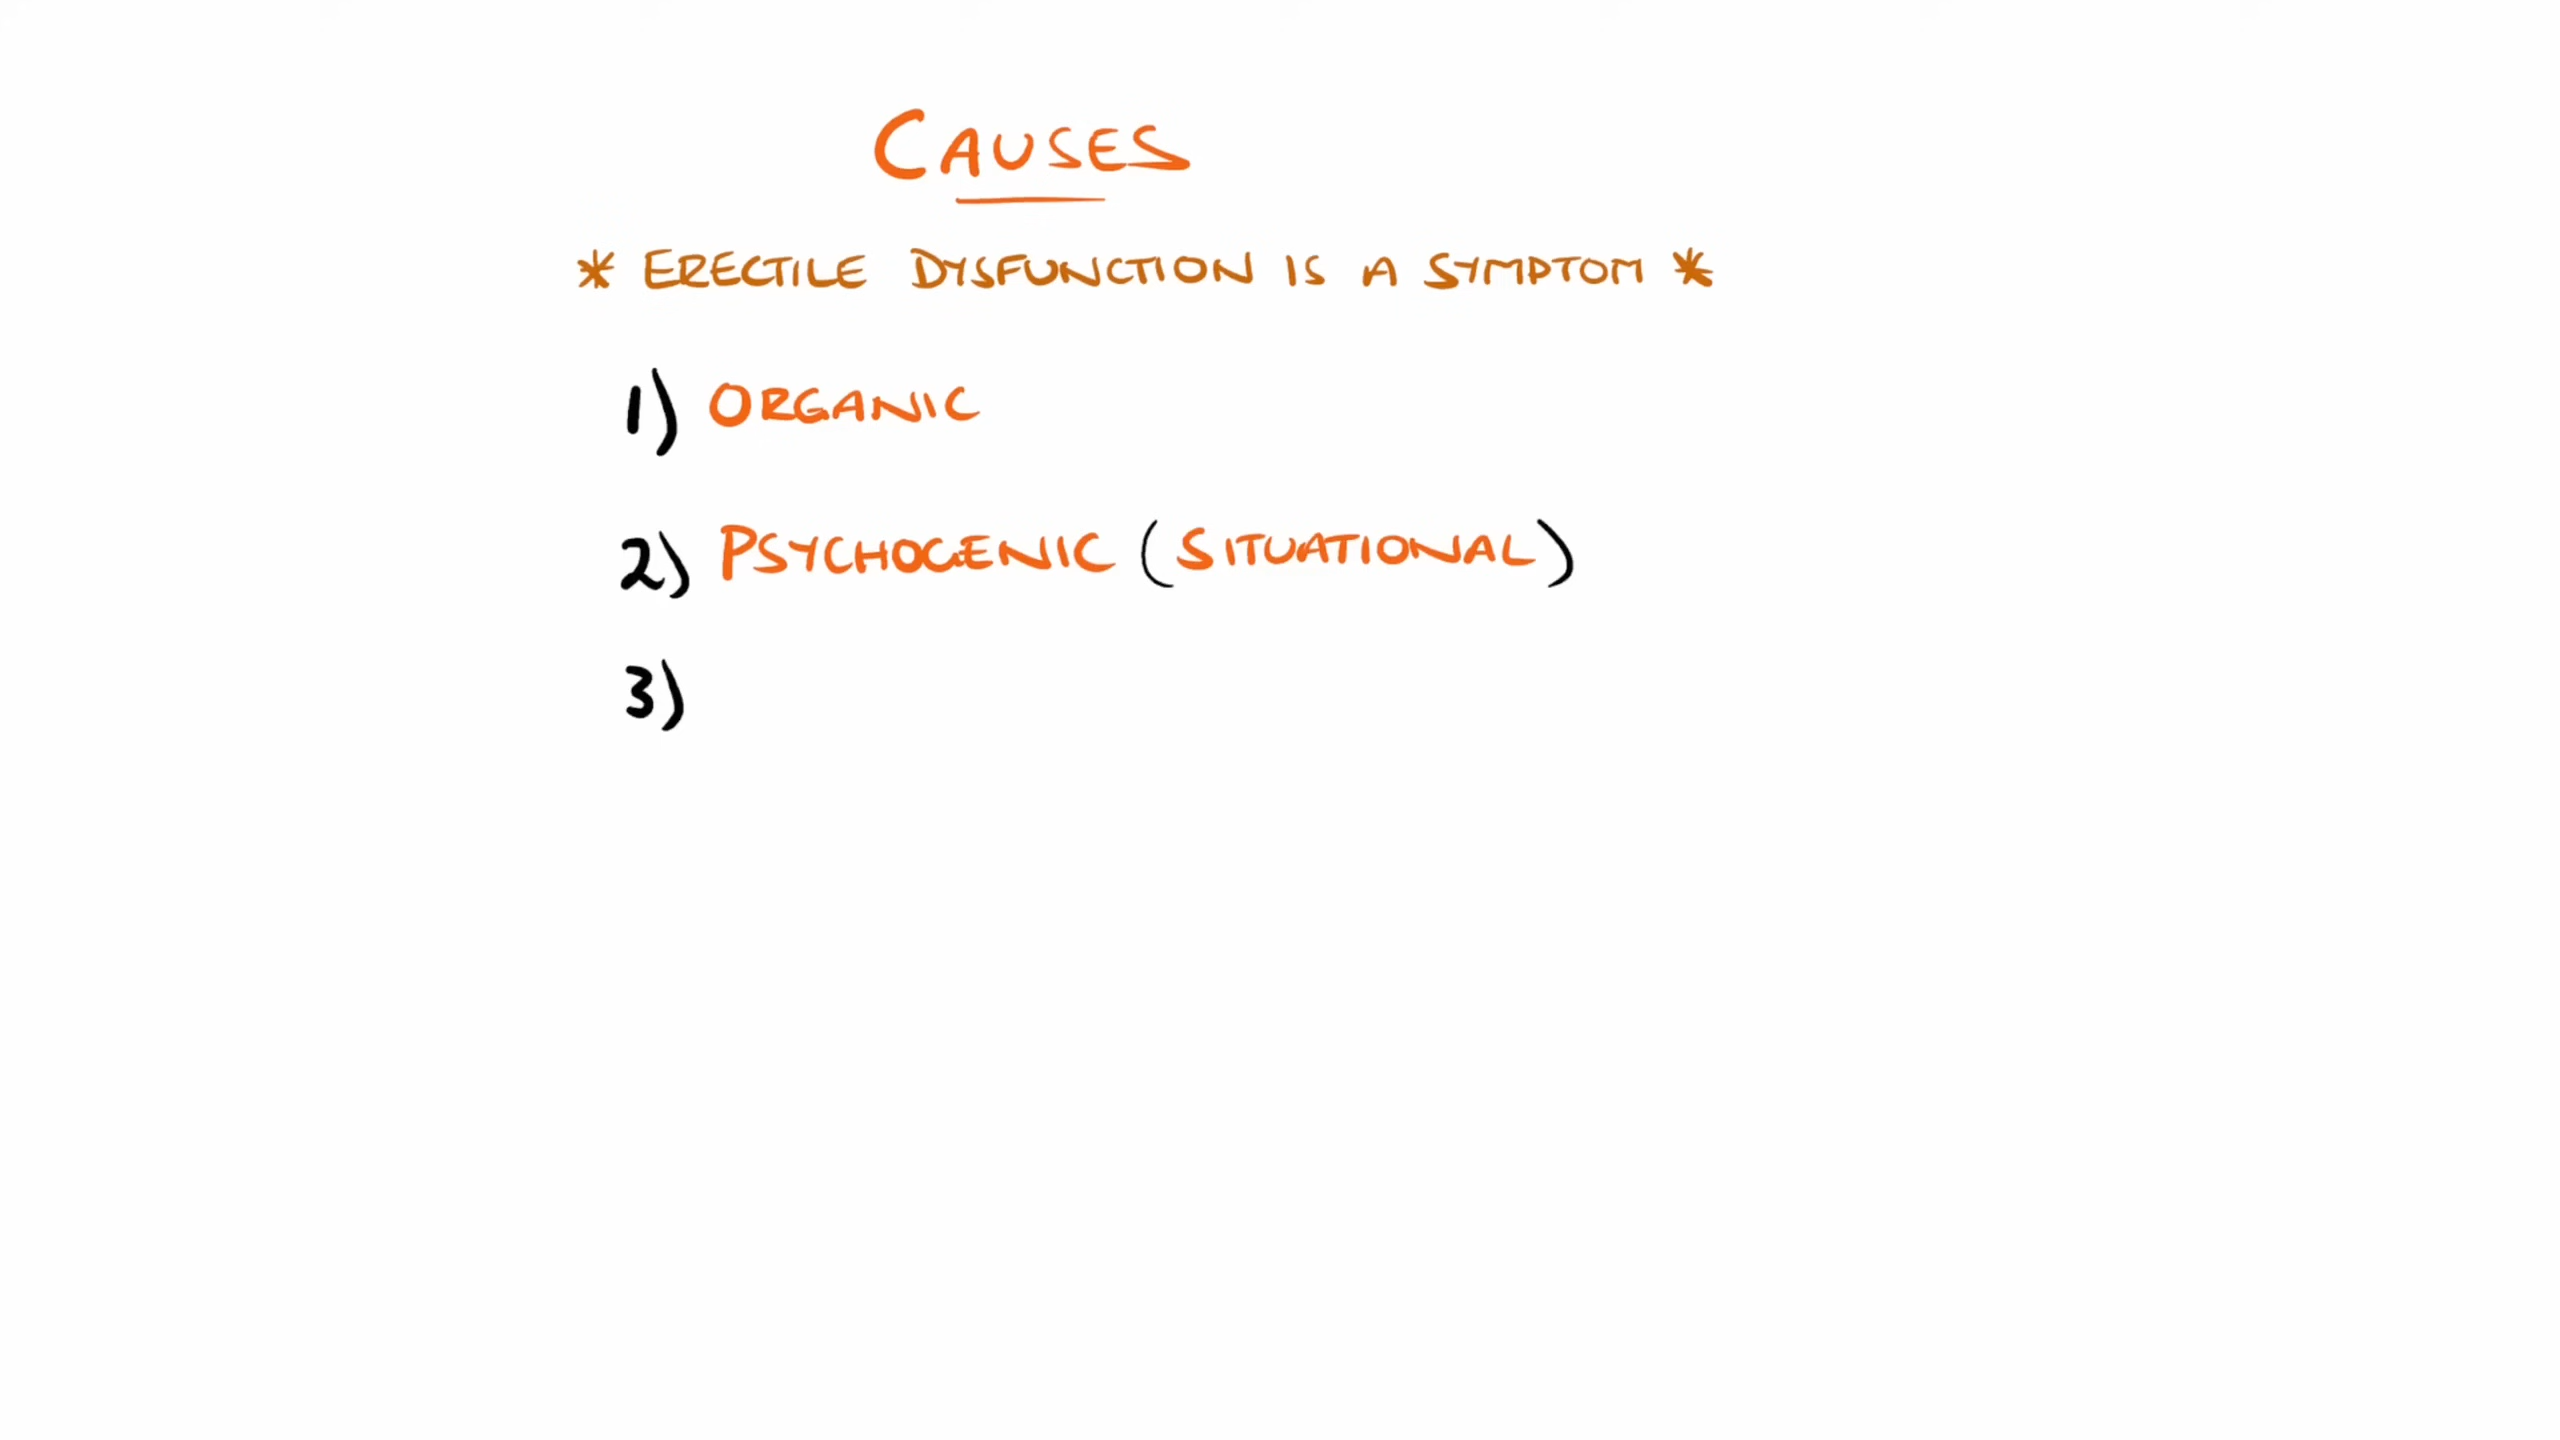 CAUSES
* ERECTILE DYSFUNCTION IS A SYMPTOM *
1) ORGANIC
2) PSYCHOGENIC (SITUATIONAL)
3)